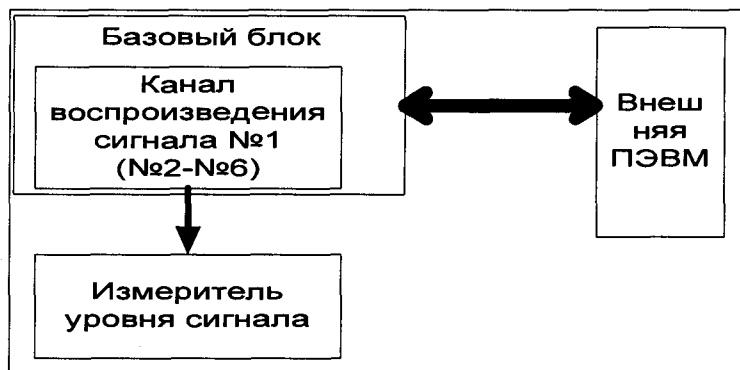 Базовый блок
Канал
воспроизведения
сигнала №1
(№2-№6)
Внеш
няя
ПЭВМ
Измеритель
уровня сигнала